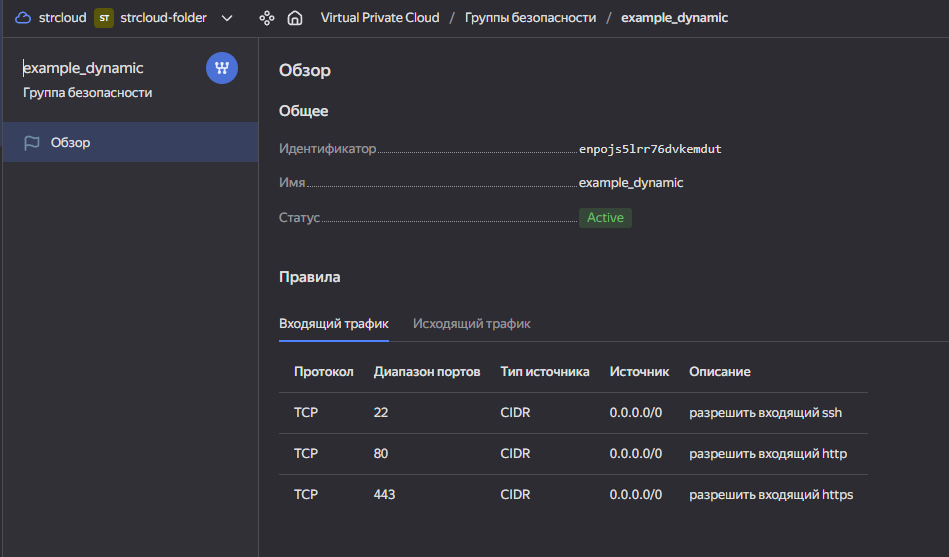 strcloud ST strcloud-folder Virtual Private Cloud / Группы безопасности / example_dynamic
example_dynamic
Группа безопасности
Обзор
Обзор
Общее
Идентификатор enpojs5lrr76dvkemdut
Имя example_dynamic
Статус Active
Правила
Входящий трафик Исходящий трафик
Протокол Диапазон портов Тип источника Источник Описание
TCP 22 CIDR 0.0.0.0/0 разрешить входящий ssh
TCP 80 CIDR 0.0.0.0/0 разрешить входящий http
TCP 443 CIDR 0.0.0.0/0 разрешить входящий https